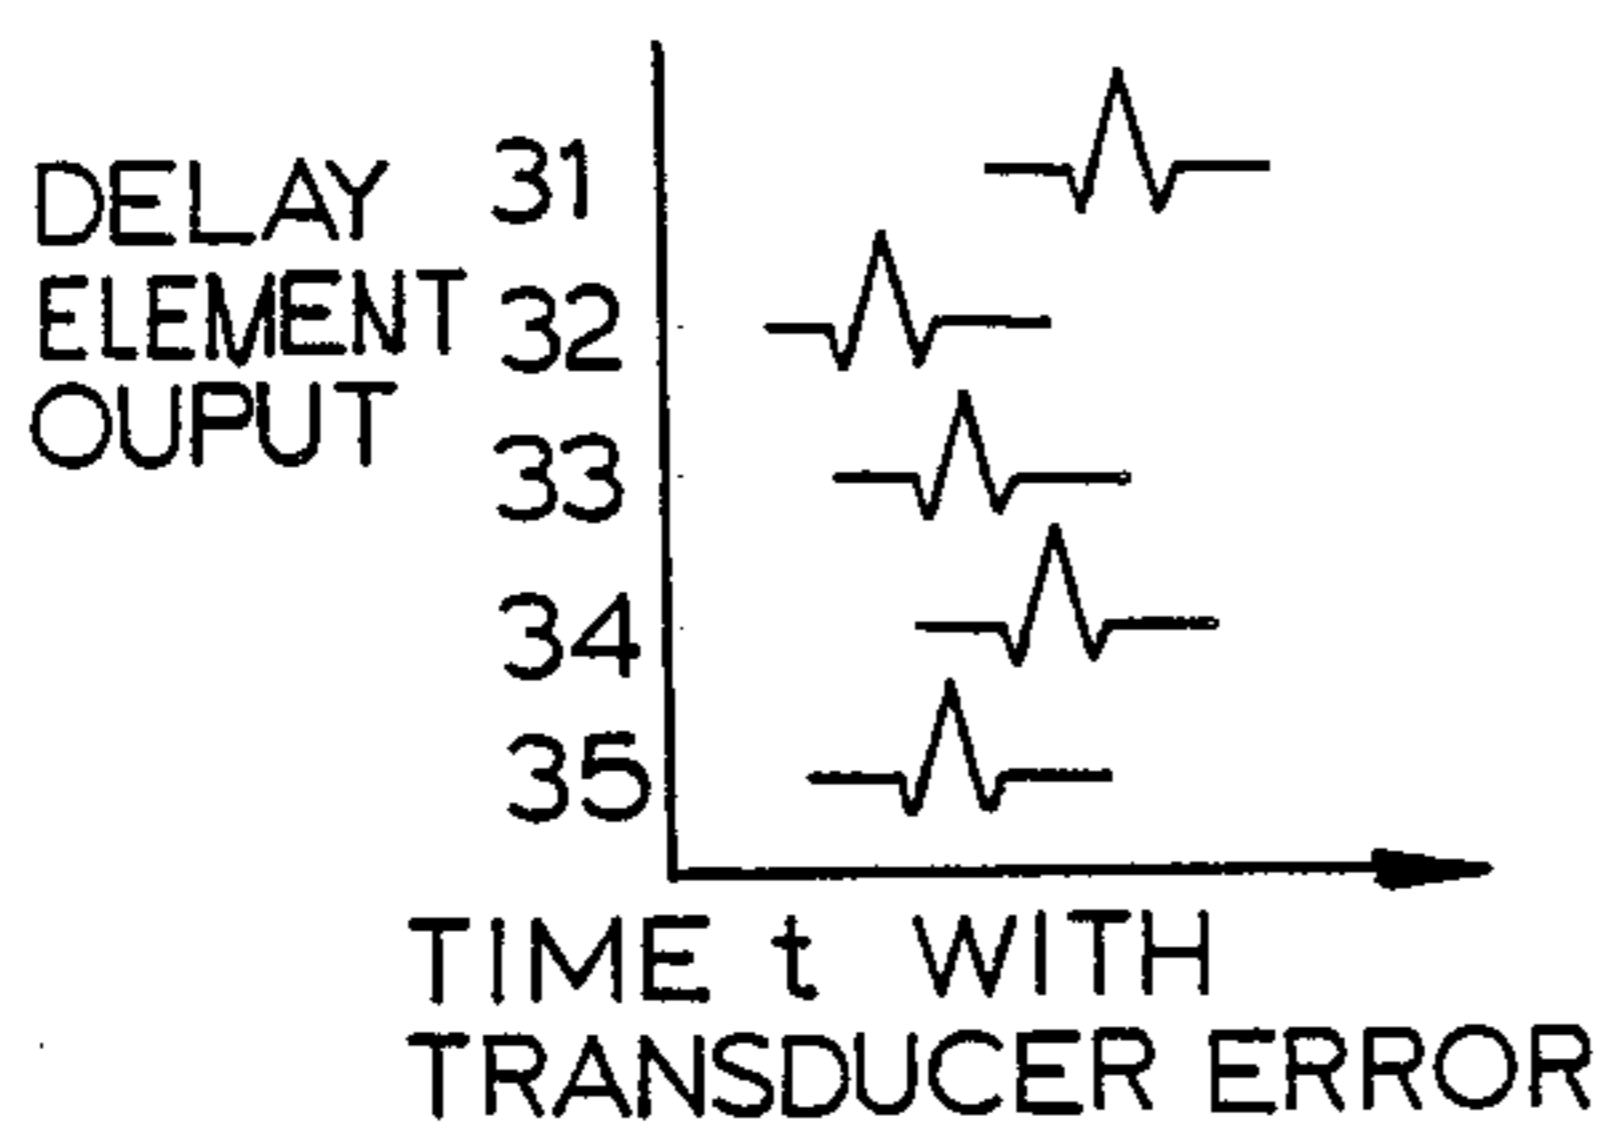 DELAY
ELEMENT
OUPUT
31
32
33
34
35
TIME t WITH
TRANSDUCER ERROR